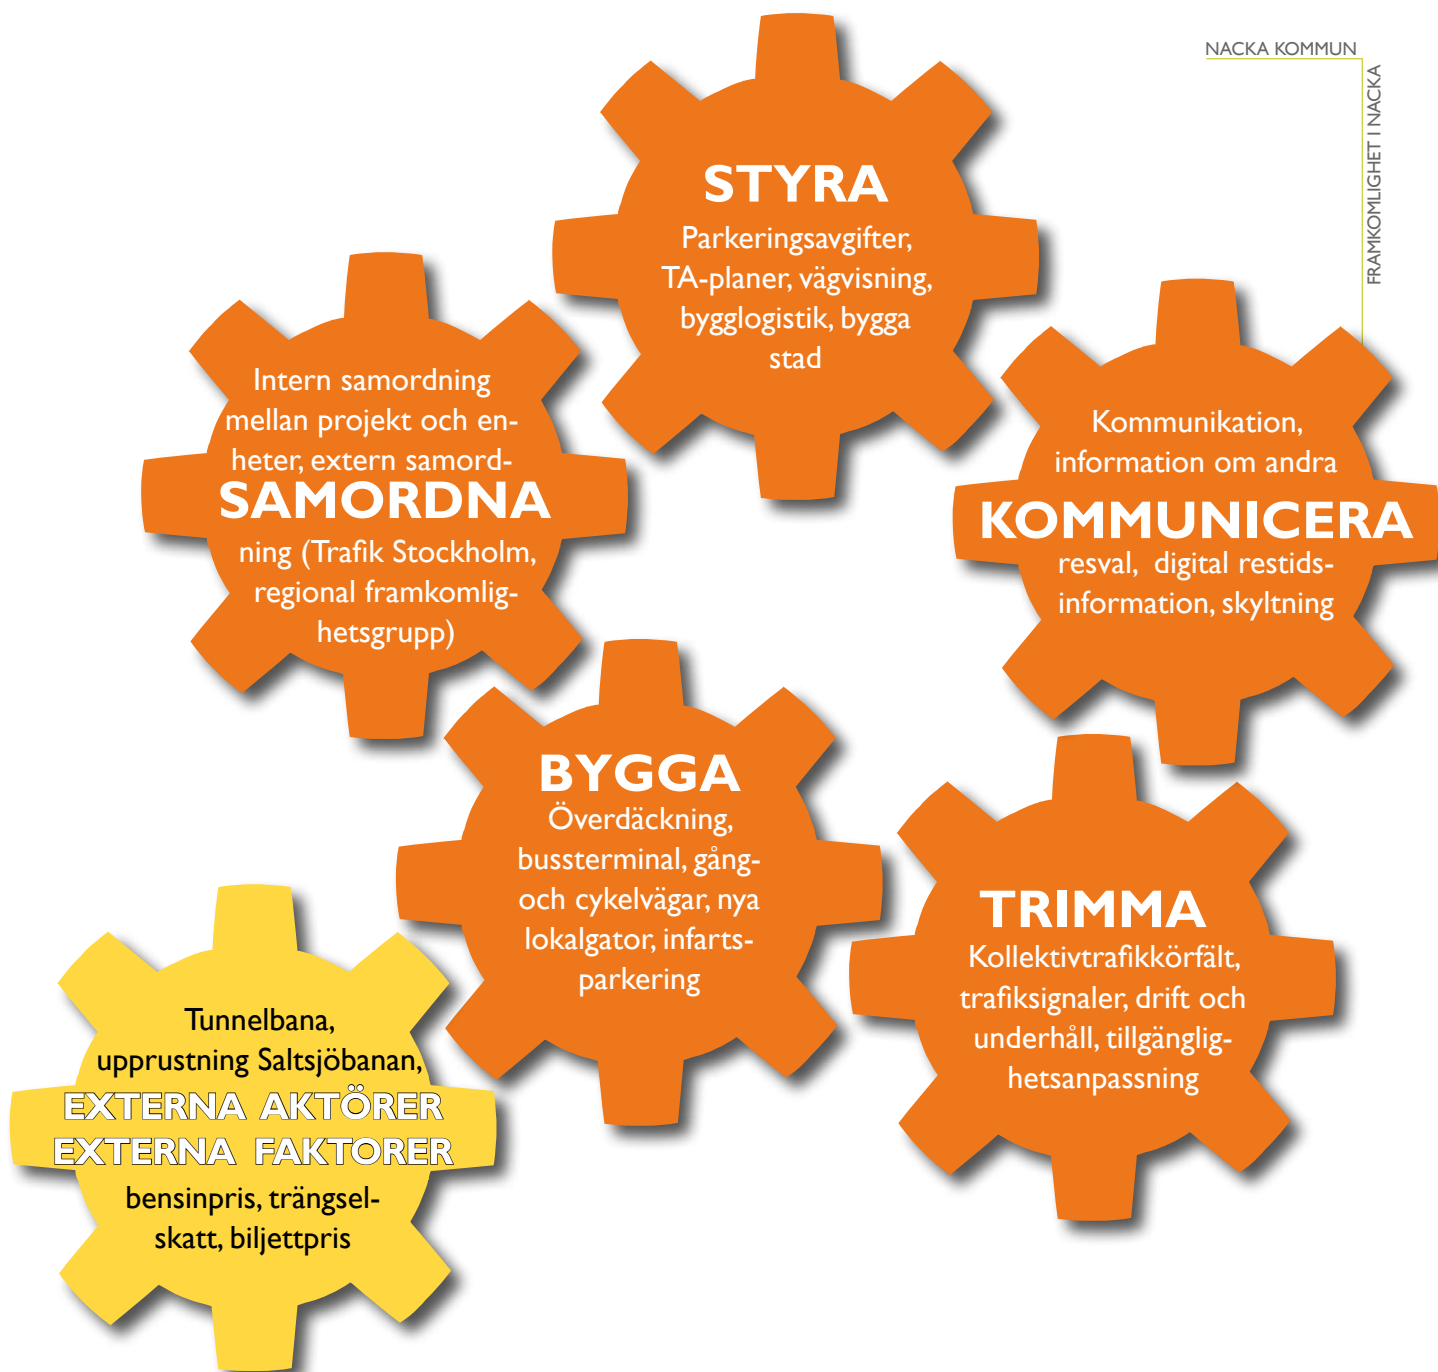 NACKA KOMMUN
FRAMKOMLIGHET I NACKA
STYRA
Parkeringsavgifter,
TA-planer, vägvisning,
bygglogistik, bygga
stad
Intern samordning
mellan projekt och en-
heter, extern samord-
SAMORDNA
ning (Trafik Stockholm,
regional framkomlig-
hetsgrupp)
Kommunikation,
information om andra
KOMMUNICERA
resval, digital restids-
information, skyltning
BYGGA
Överdäckning,
bussterminal, gång-
och cykelvägar, nya
lokalgator, infarts-
parkering
TRIMMA
Kollektivtrafikkörfält,
trafiksignaler, drift och
underhåll, tillgänglig-
hetsanpassning
Tunnelbana,
upprustning Saltsjöbanan,
EXTERNA AKTÖRER
EXTERNA FAKTORER
bensinpris, trängsel-
skatt, biljettpris